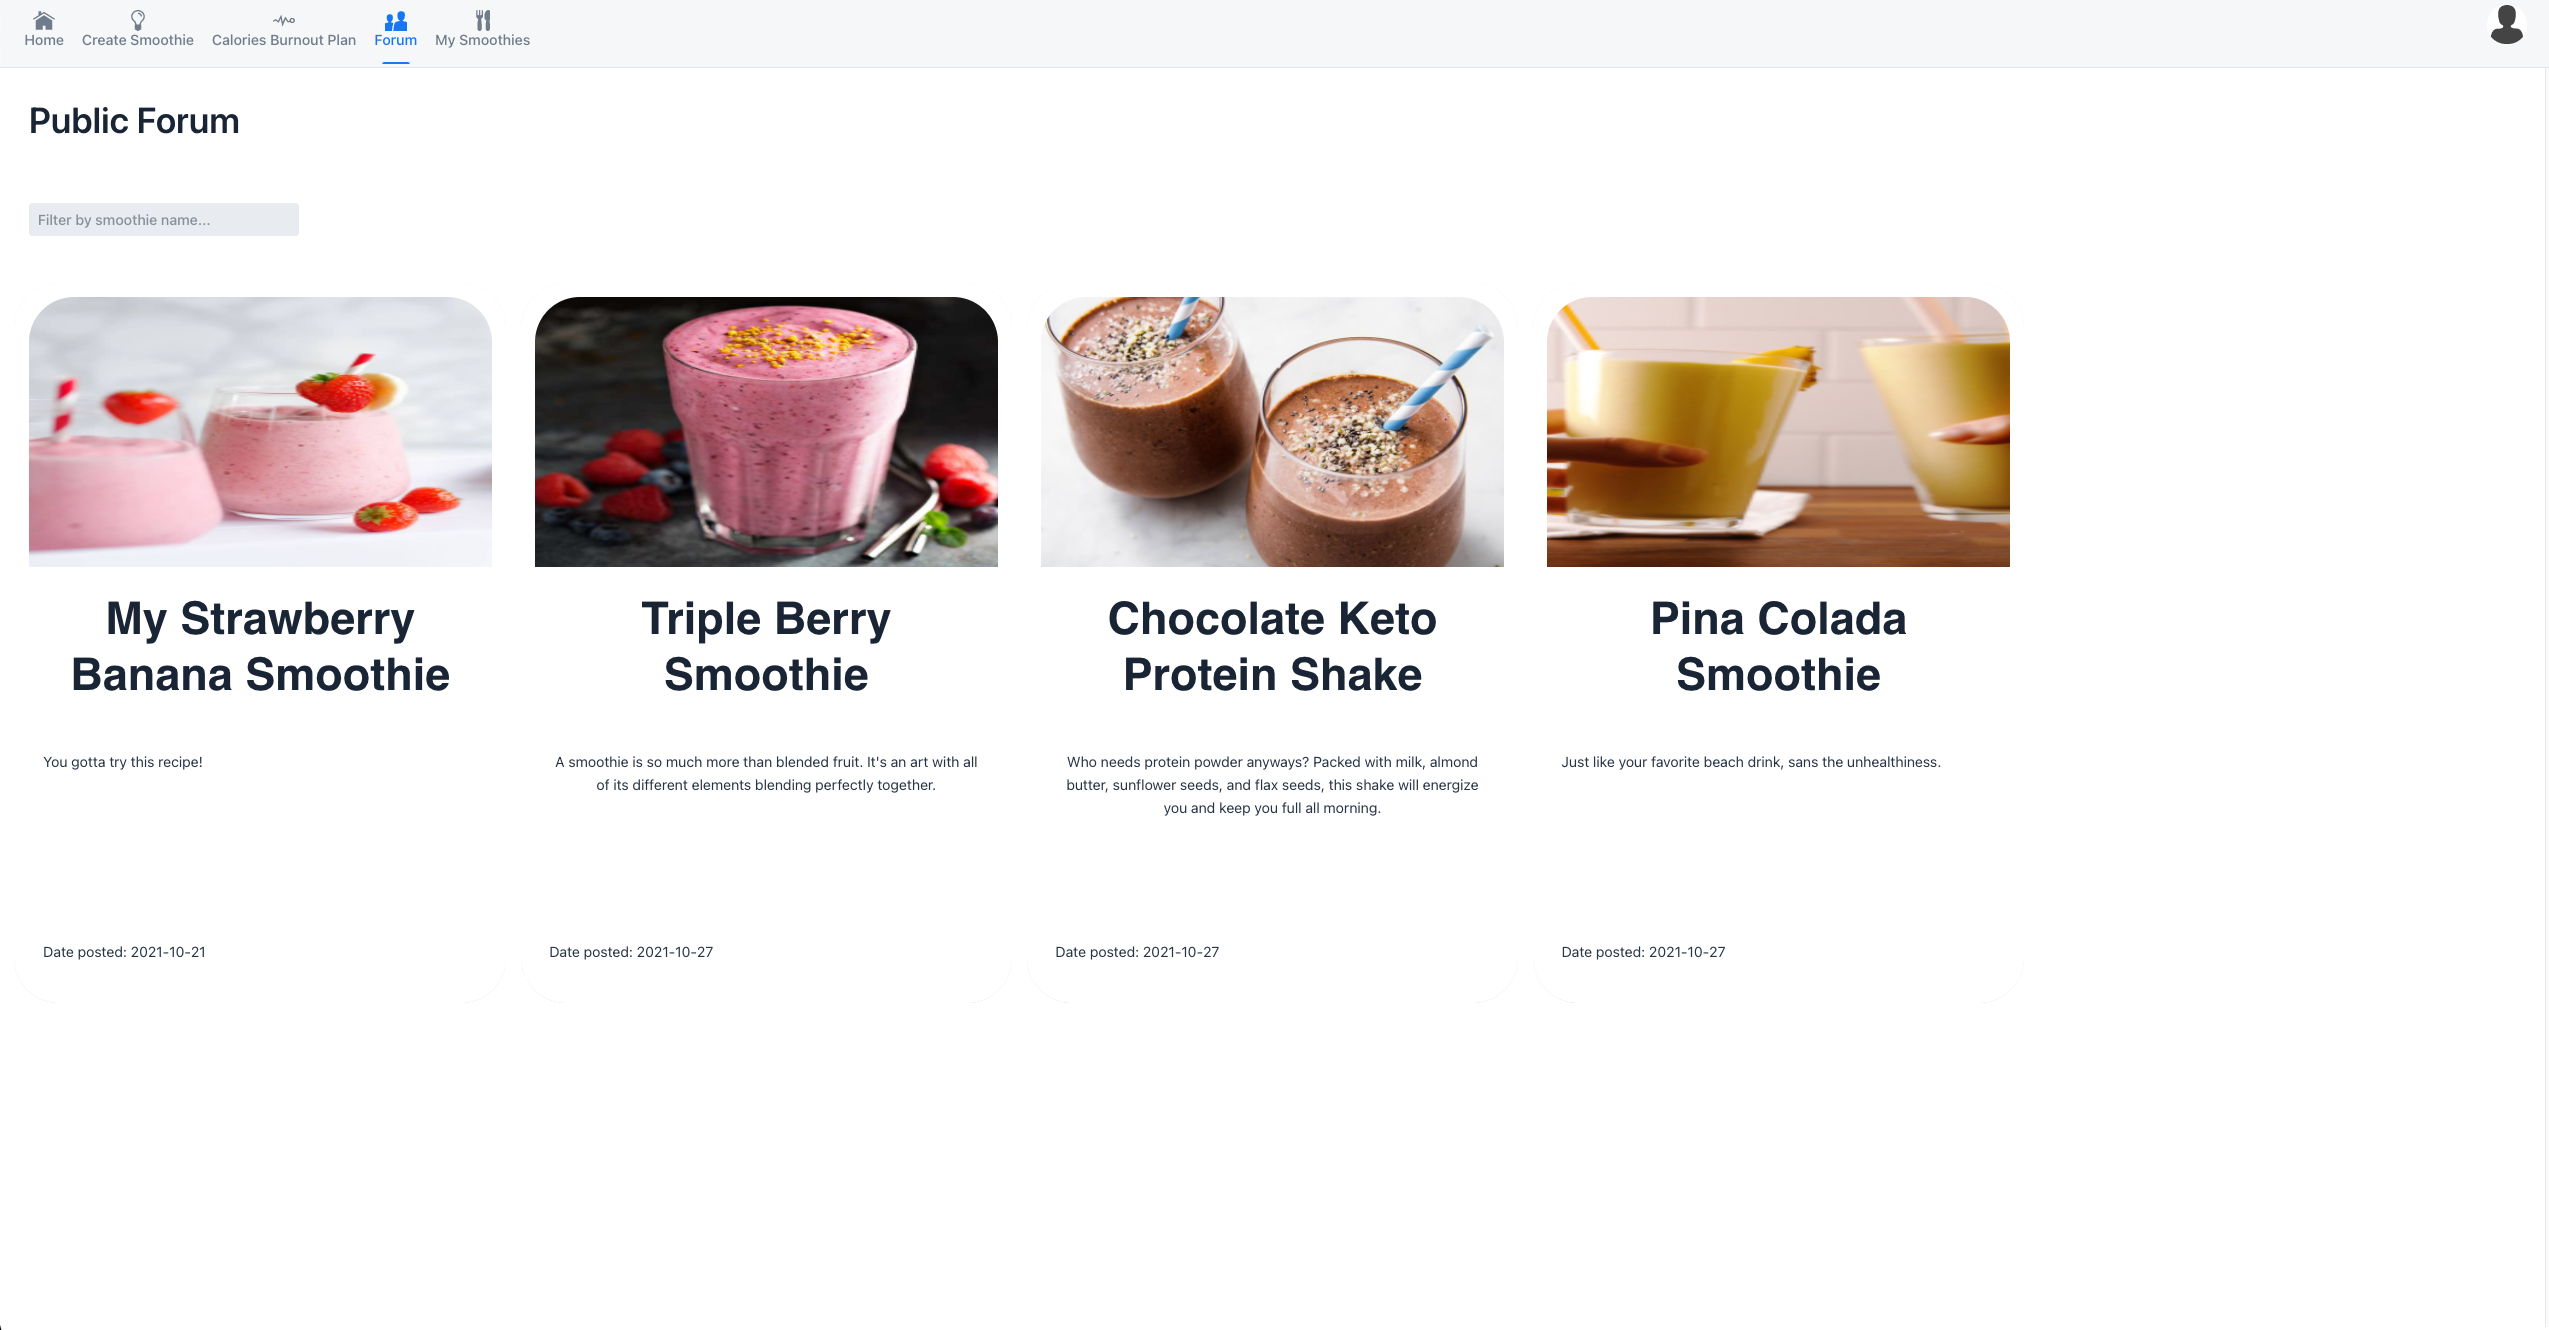 Home
Create Smoothie
Calories Burnout Plan
Forum
My Smoothies
Public Forum
Filter by smoothie name...
My Strawberry
Banana Smoothie
You gotta try this recipe!
Date posted: 2021-10-21
Triple Berry
Smoothie
A smoothie is so much more than blended fruit. It's an art with all
of its different elements blending perfectly together.
Date posted: 2021-10-27
Chocolate Keto
Protein Shake
Who needs protein powder anyways? Packed with milk, almond
butter, sunflower seeds, and flax seeds, this shake will energize
you and keep you full all morning.
Date posted: 2021-10-27
Pina Colada
Smoothie
Just like your favorite beach drink, sans the unhealthiness.
Date posted: 2021-10-27